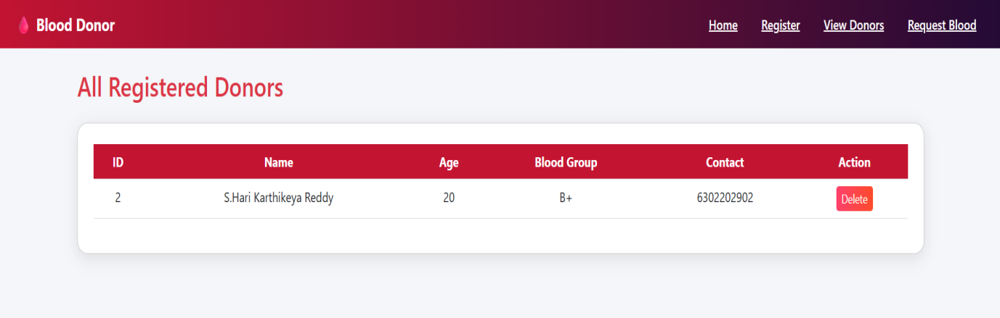 Blood Donor Home Register View Donors Request Blood
All Registered Donors
ID Name Age Blood Group Contact Action
2 S.Hari Karthikeya Reddy 20 B+ 6302202902 Delete